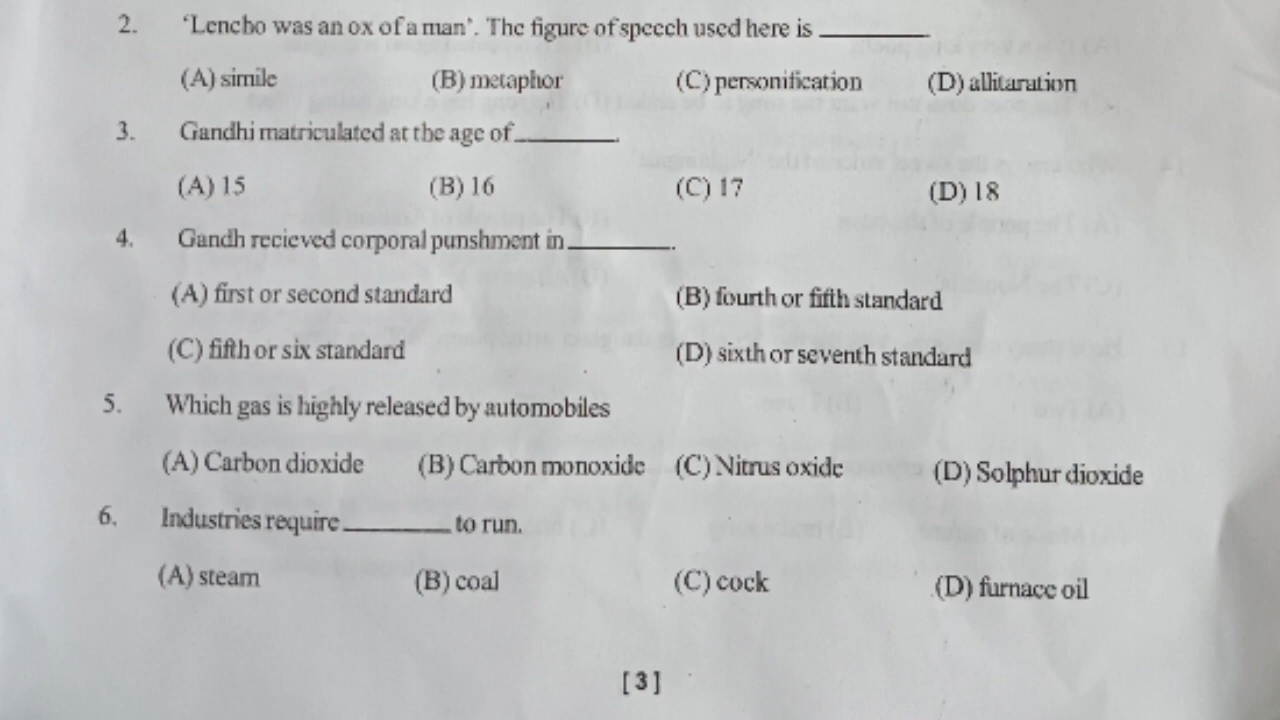 2. ‘Lencho was an ox of a man’. The figure of speech used here is ________.
(A) simile (B) metaphor (C) personification (D) allitaration
3. Gandhi matriculated at the age of ________.
(A) 15 (B) 16 (C) 17 (D) 18
4. Gandh recieved corporal punshment in ________.
(A) first or second standard (B) fourth or fifth standard
(C) fifth or six standard (D) sixth or seventh standard
5. Which gas is highly released by automobiles
(A) Carbon dioxide (B) Carbon monoxide (C) Nitrus oxide (D) Solphur dioxide
6. Industries require ________ to run.
(A) steam (B) coal (C) cock (D) furnace oil
[ 3 ]